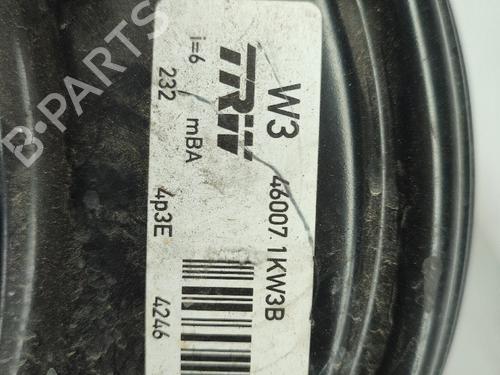 W3
46007 1KW3B
TRW
i=6
232 mBA
4p3E 4246
B-PARTS